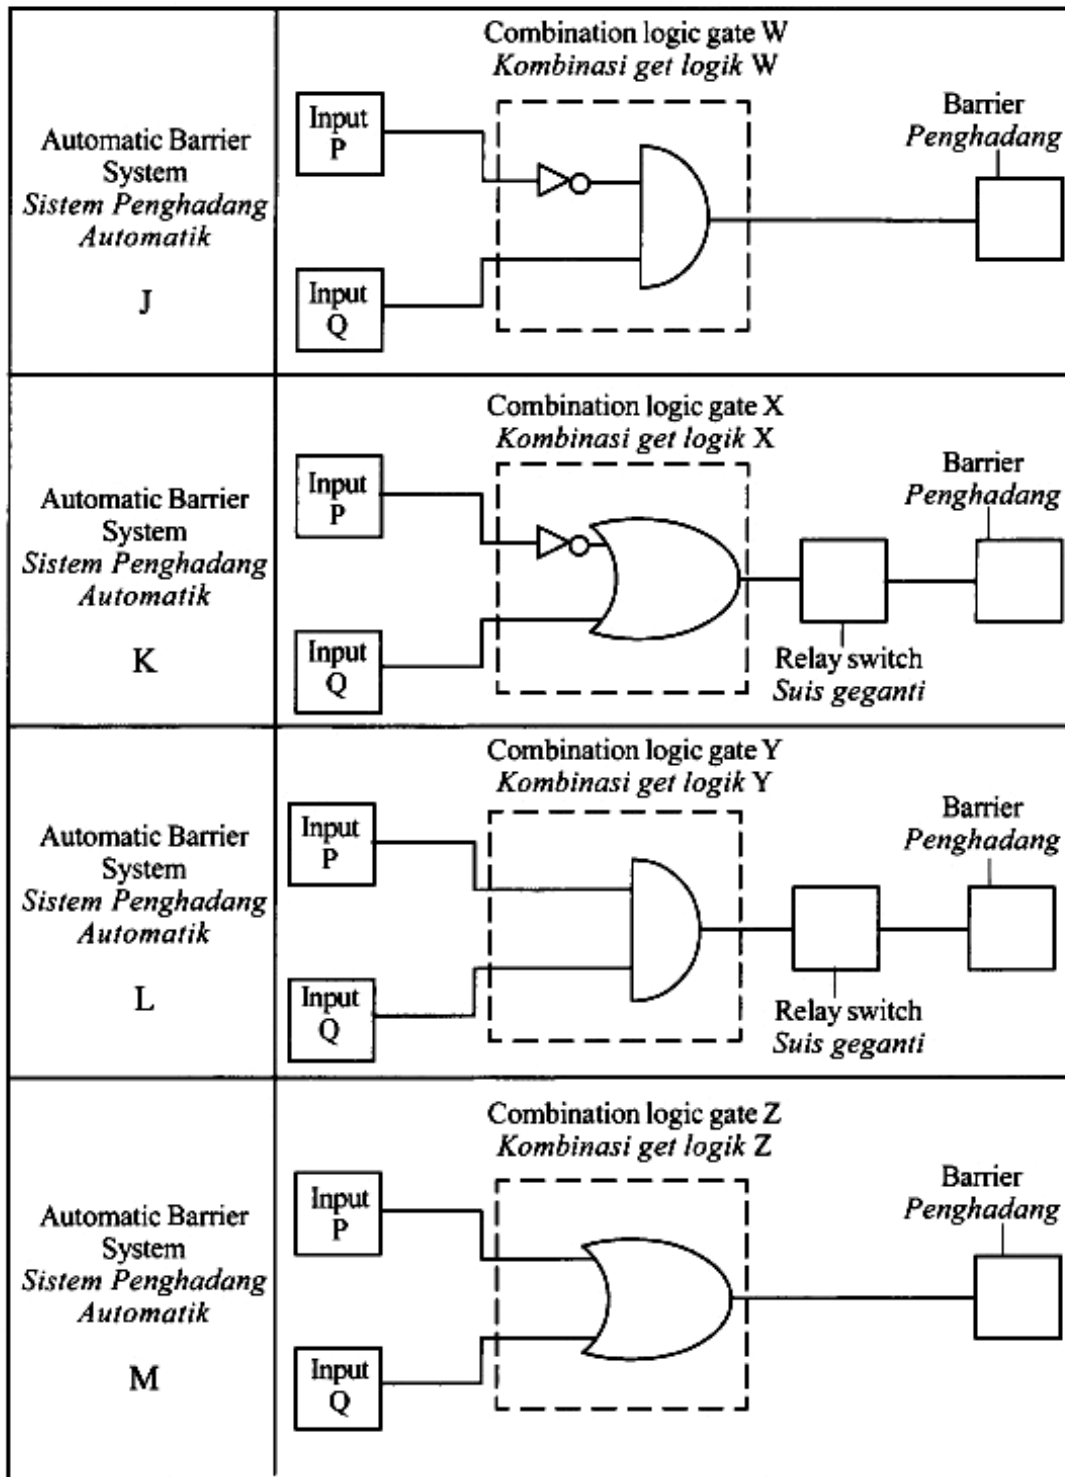 Automatic Barrier
System
Sistem Penghadang
Automatik
J
Combination logic gate W
Kombinasi get logik W
Input
P
Input
Q
Barrier
Penghadang
Automatic Barrier
System
Sistem Penghadang
Automatik
K
Combination logic gate X
Kombinasi get logik X
Input
P
Input
Q
Barrier
Penghadang
Relay switch
Suis geganti
Automatic Barrier
System
Sistem Penghadang
Automatik
L
Combination logic gate Y
Kombinasi get logik Y
Input
P
Input
Q
Barrier
Penghadang
Relay switch
Suis geganti
Automatic Barrier
System
Sistem Penghadang
Automatik
M
Combination logic gate Z
Kombinasi get logik Z
Input
P
Input
Q
Barrier
Penghadang